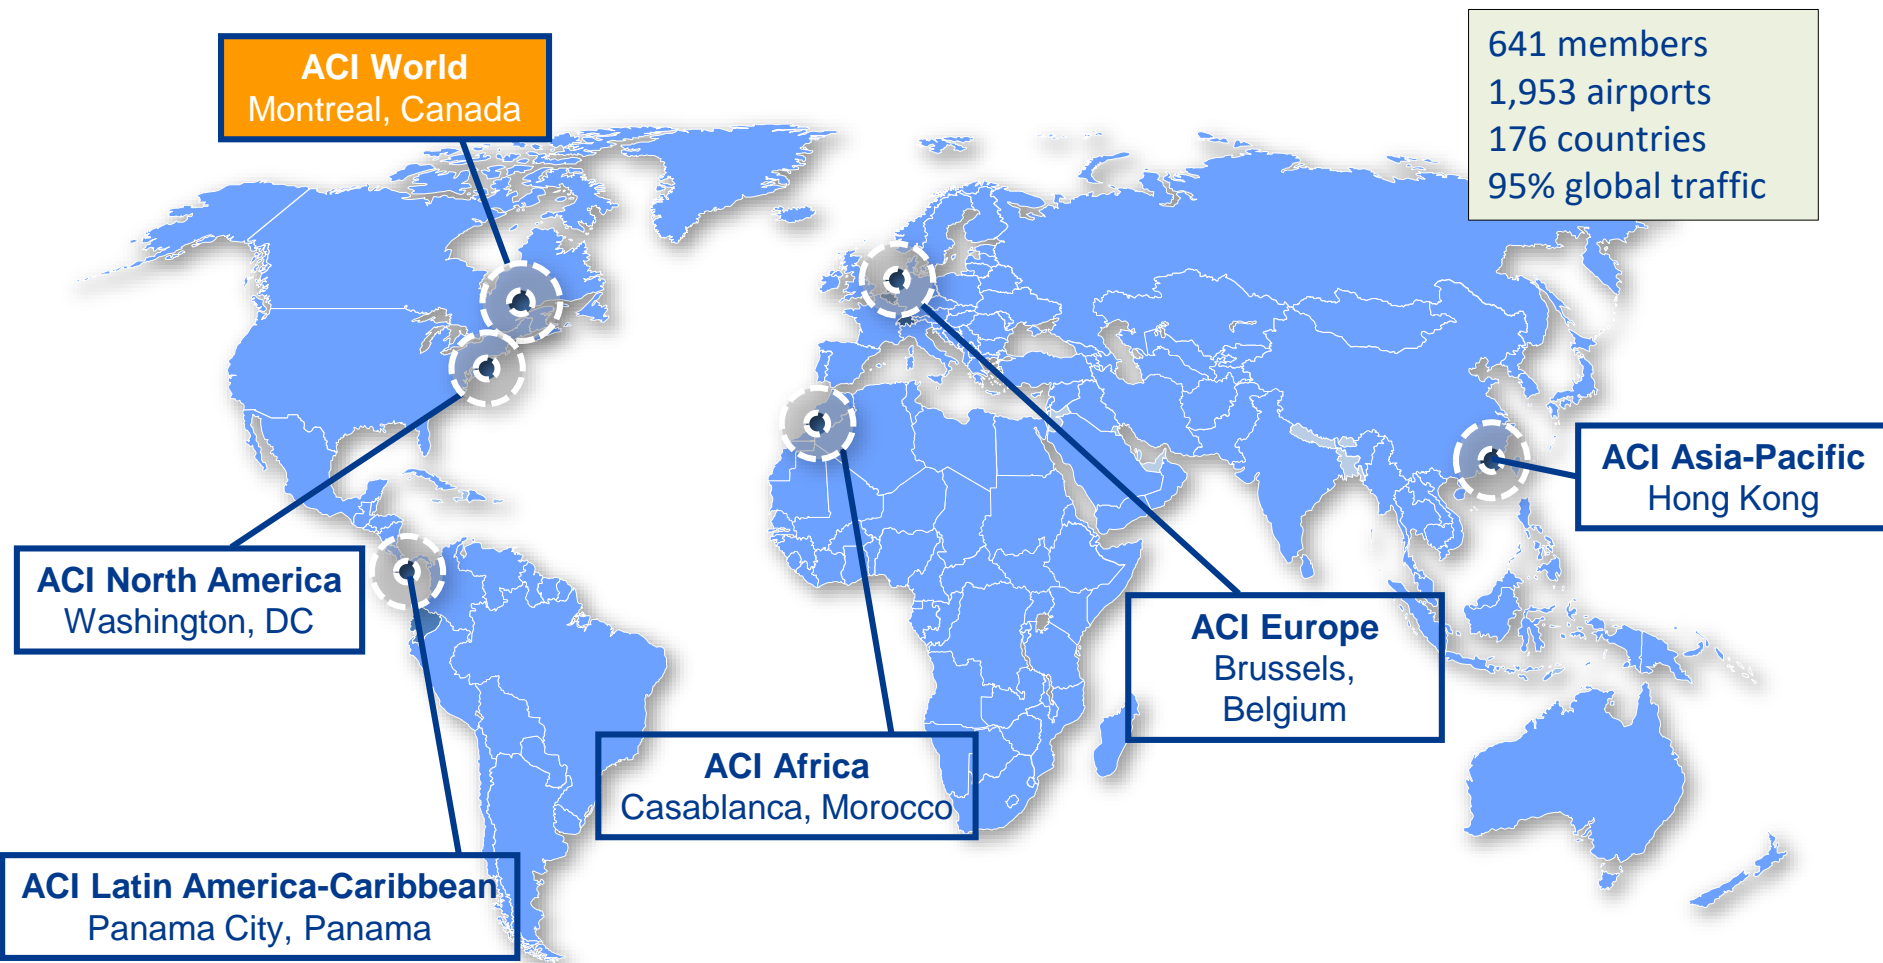 641 members
1,953 airports
176 countries
95% global traffic
ACI World
Montreal, Canada
ACI Asia-Pacific
Hong Kong
ACI North America
Washington, DC
ACI Europe
Brussels,
Belgium
ACI Africa
Casablanca, Morocco
ACI Latin America-Caribbean
Panama City, Panama